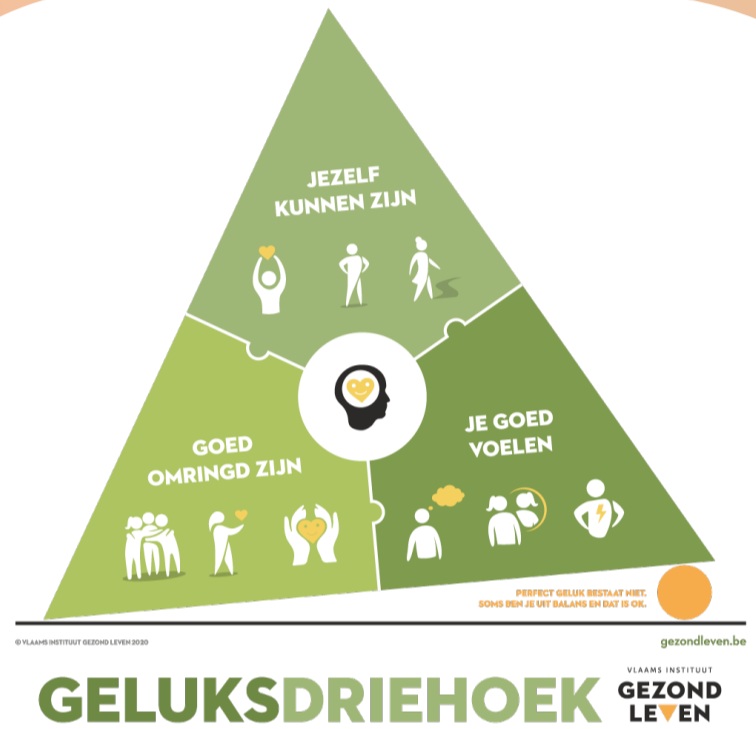 JEZELF
KUNNEN ZIJN
GOED
OMRINGD ZIJN
JE GOED
VOELEN
PERFECT GELUK BESTAAT NIET.
SOMS BEN JE UIT BALANS EN DAT IS OK.
© VLAAMS INSTITUUT GEZOND LEVEN 2020
gezondleven.be
GELUKSDRIEHOEK
VLAAMS INSTITUUT
GEZOND
LEVEN